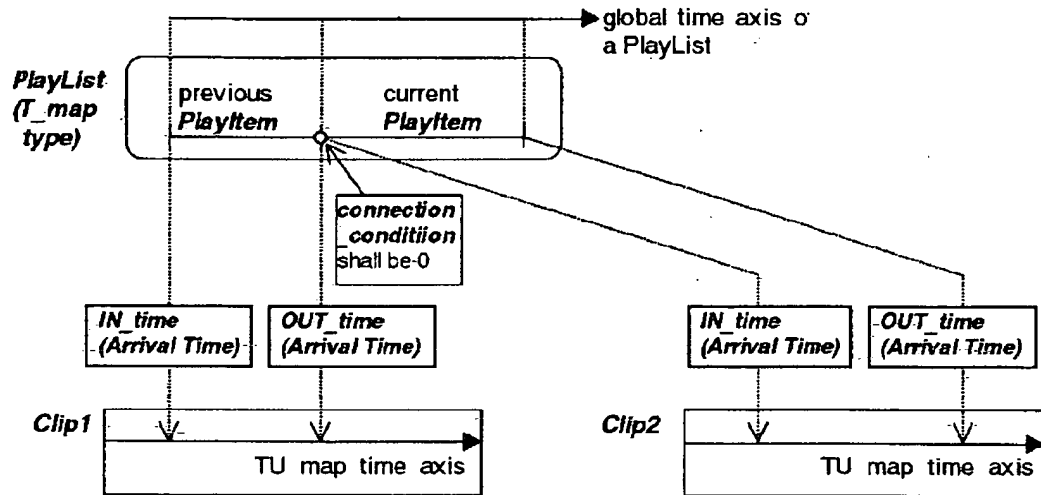 global time axis o
a PlayList
PlayList
(T_map
type)
previous
PlayItem
current
PlayItem
connection
_conditiion
shall be-0
IN_time
(Arrival Time)
OUT_time
(Arrival Time)
IN_time
(Arrival Time)
OUT_time
(Arrival Time)
Clip1
TU map time axis
Clip2
TU map time axis